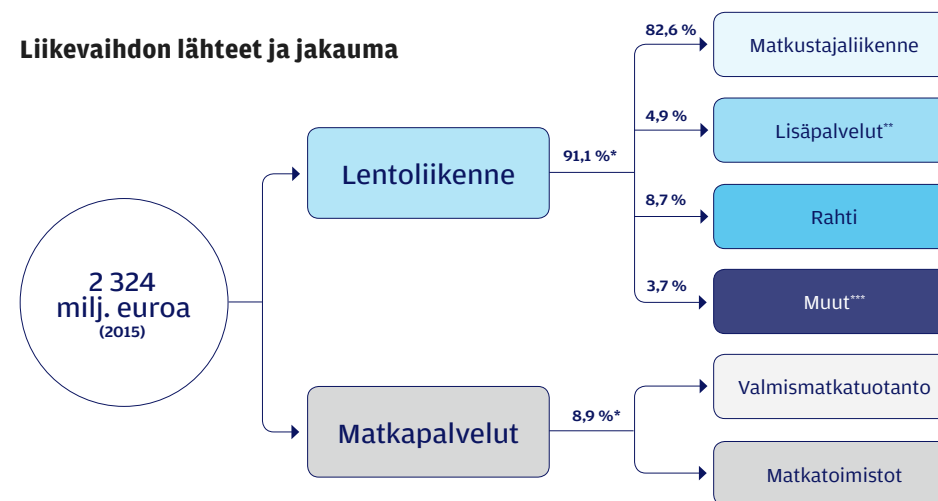 Liikevaihdon lähteet ja jakauma
2 324
milj. euroa
(2015)
Lentoliikenne
91,1 %*
82,6 %
Matkustajaliikenne
4,9 %
Lisäpalvelut**
8,7 %
Rahti
3,7 %
Muut***
Matkapalvelut
8,9 %*
Valmismatkatuotanto
Matkatoimistot